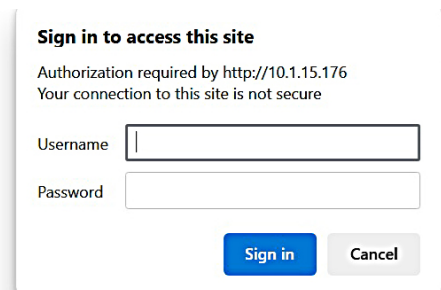 Sign in to access this site
Authorization required by http://10.1.15.176
Your connection to this site is not secure
Username
Password
Sign in Cancel